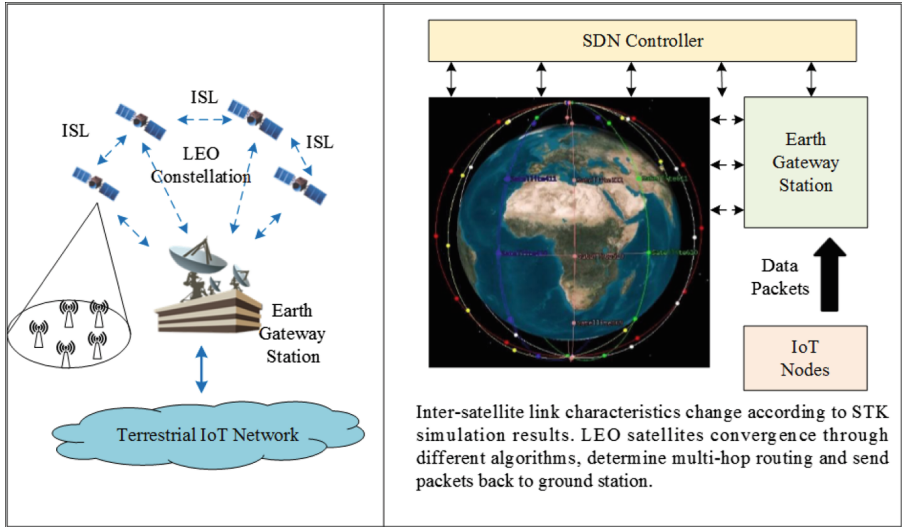 ISL
ISL
ISL
LEO
Constellation
Earth
Gateway
Station
Terrestrial IoT Network
SDN Controller
Earth
Gateway
Station
Data
Packets
IoT
Nodes
Inter-satellite link characteristics change according to STK
simulation results. LEO satellites convergence through
different algorithms, determine multi-hop routing and send
packets back to ground station.